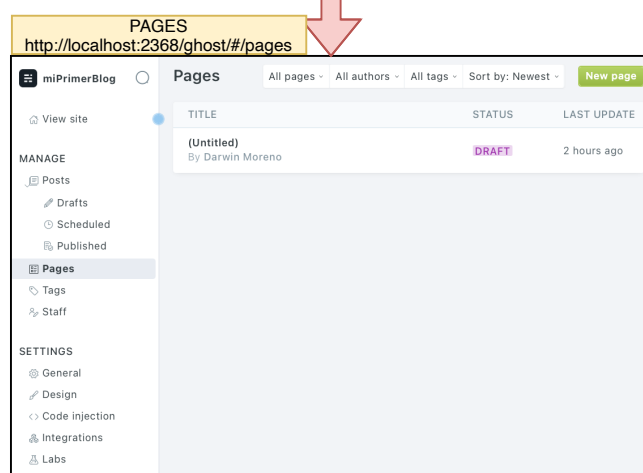 PAGES
http://localhost:2368/ghost/#/pages
miPrimerBlog
Pages
All pages
All authors
All tags
Sort by: Newest
New page
View site
TITLE
STATUS
LAST UPDATE
(Untitled)
By Darwin Moreno
DRAFT
2 hours ago
MANAGE
Posts
Drafts
Scheduled
Published
Pages
Tags
Staff
SETTINGS
General
Design
Code injection
Integrations
Labs